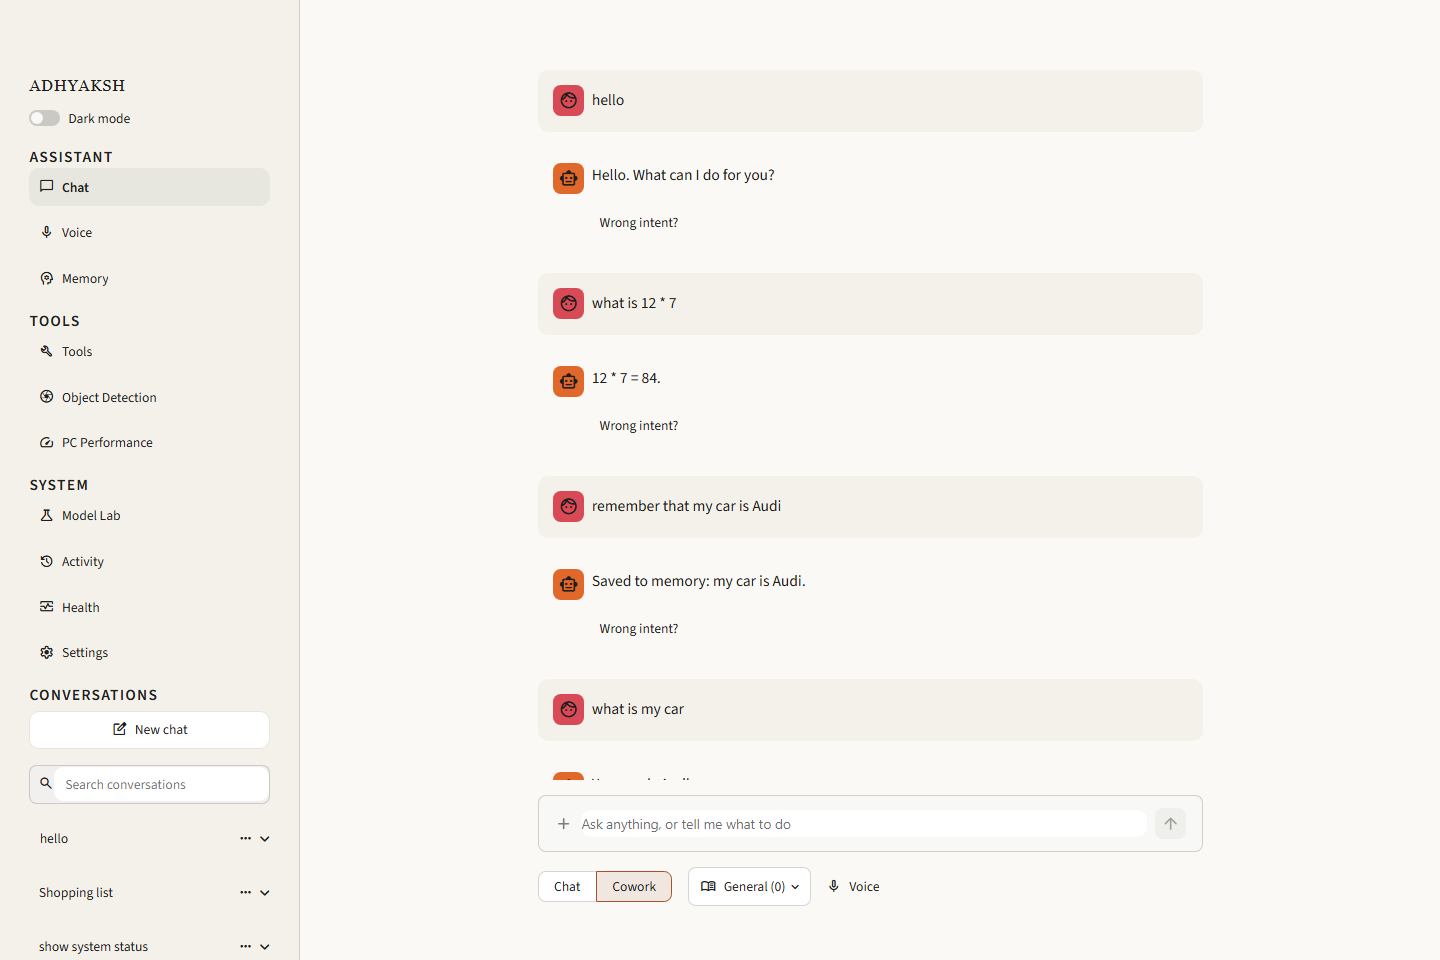 ADHYAKSH
Dark mode
ASSISTANT
Chat
Voice
Memory
TOOLS
Tools
Object Detection
PC Performance
SYSTEM
Model Lab
Activity
Health
Settings
CONVERSATIONS
New chat
Search conversations
hello
Shopping list
show system status
hello
Hello. What can I do for you?
Wrong intent?
what is 12 * 7
12 * 7 = 84.
Wrong intent?
remember that my car is Audi
Saved to memory: my car is Audi.
Wrong intent?
what is my car
Ask anything, or tell me what to do
Chat
Cowork
General (0)
Voice